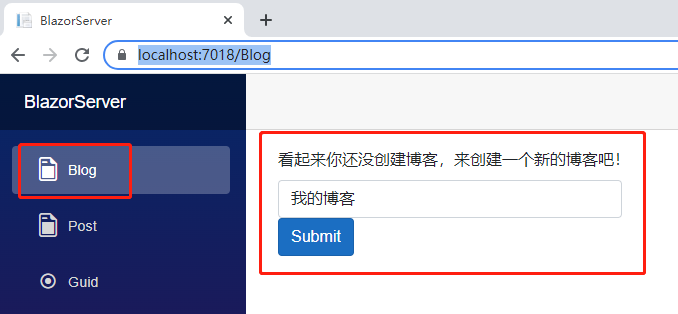 BlazorServer
localhost:7018/Blog
BlazorServer
Blog
Post
Guid
看起来你还没创建博客，来创建一个新的博客吧!
我的博客
Submit